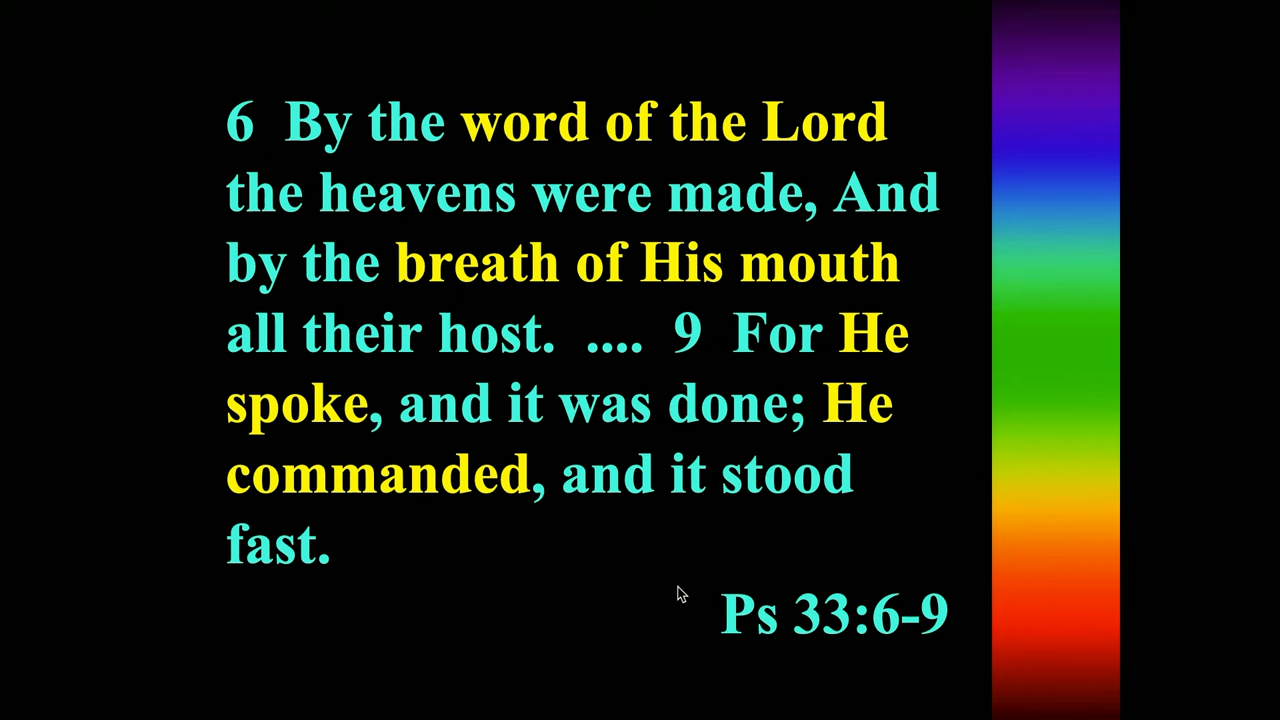 6 By the word of the Lord
the heavens were made, And
by the breath of His mouth
all their host. .... 9 For He
spoke, and it was done; He
commanded, and it stood
fast.
Ps 33:6-9